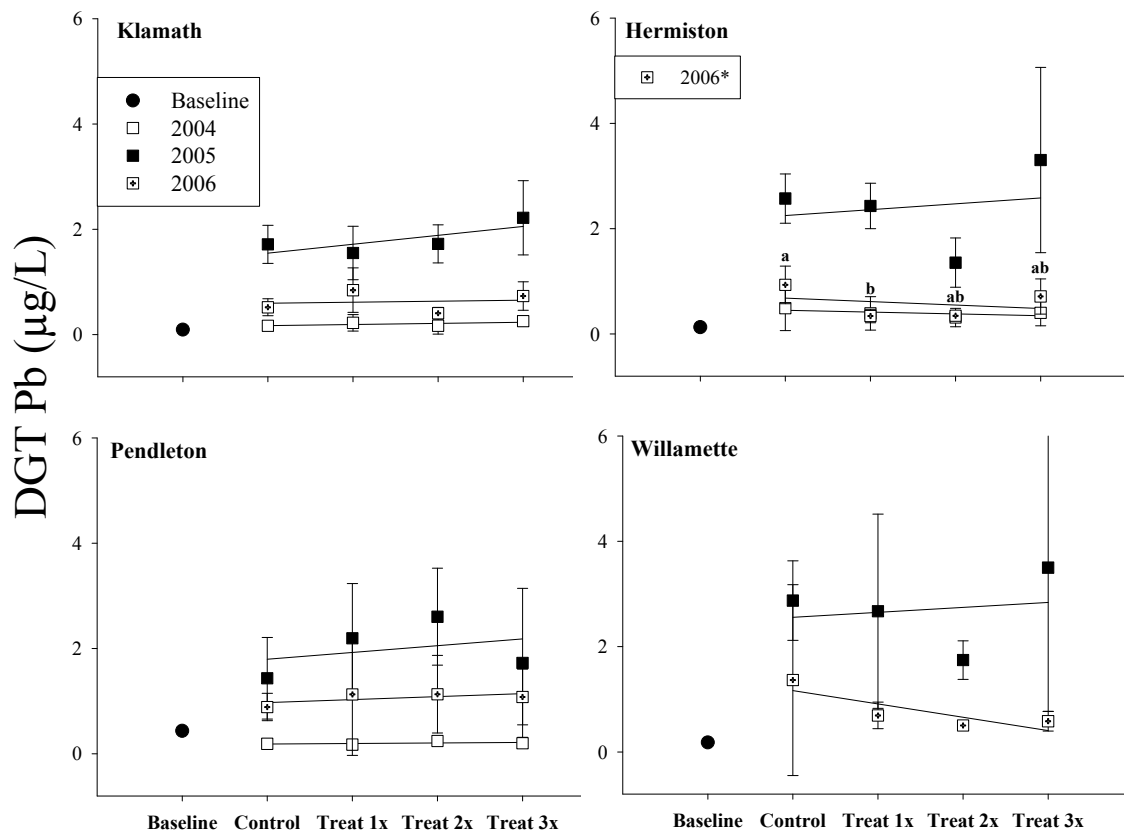 DGT Pb (µg/L)
Klamath
6
4
2
0
Baseline
2004
2005
2006
Hermiston
6
4
2
0
2006*
a
b
ab
ab
Pendleton
6
4
2
0
Baseline Control Treat 1x Treat 2x Treat 3x
Willamette
6
4
2
0
Baseline Control Treat 1x Treat 2x Treat 3x